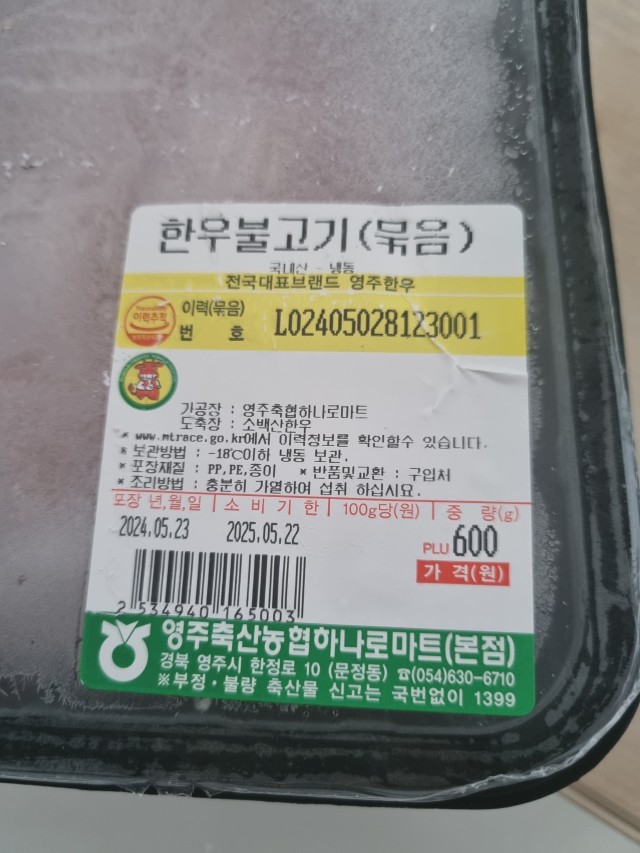 한우불고기(묶음)
국내산 - 냉동
전국대표브랜드 영주한우
이력추적
이력(묶음)
번 호 L02405028123001
가공장 : 영주축협하나로마트
도축장 : 소백산한우
* www.mtrace.go.kr에서 이력정보를 확인할수 있습니다.
* 보관방법 : -18℃이하 냉동 보관.
* 포장재질 : PP,PE,종이 * 반품및교환 : 구입처
* 조리방법 : 충분히 가열하여 섭취 하십시요.
포장 년,월,일 | 소 비 기 한 | 100g당(원) | 중 량(g)
2024.05.23 2025.05.22 PLU 600
가 격(원)
2 534940 165003
영주축산농협하나로마트(본점)
경북 영주시 한정로 10 (문정동) ☎(054)630-6710
※부정·불량 축산물 신고는 국번없이 1399